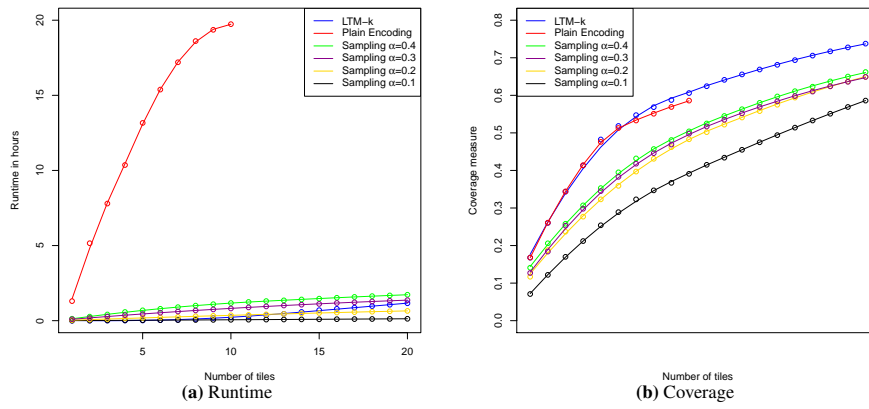 LTM−k
Plain Encoding
Sampling α=0.4
Sampling α=0.3
Sampling α=0.2
Sampling α=0.1
Runtime in hours
0
5
10
15
20
5
10
15
20
Number of tiles
(a) Runtime
LTM−k
Plain Encoding
Sampling α=0.4
Sampling α=0.3
Sampling α=0.2
Sampling α=0.1
Coverage measure
0.0
0.1
0.2
0.3
0.4
0.5
0.6
0.7
0.8
Number of tiles
(b) Coverage